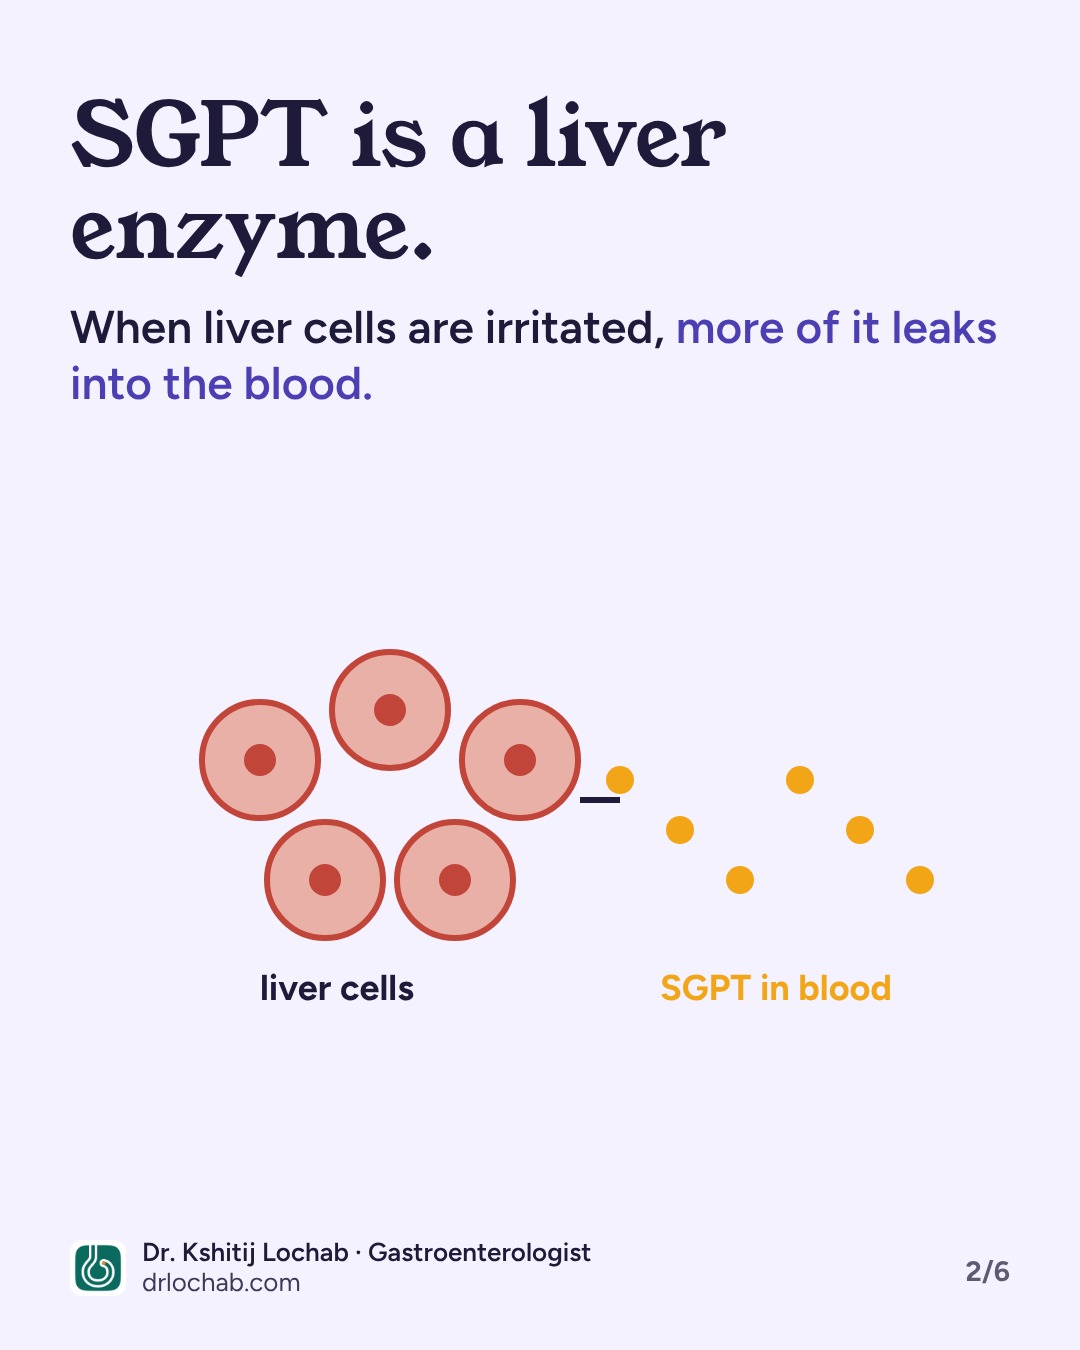 SGPT is a liver
enzyme.
When liver cells are irritated, more of it leaks
into the blood.
liver cells
SGPT in blood
Dr. Kshitij Lochab · Gastroenterologist
drlochab.com
2/6